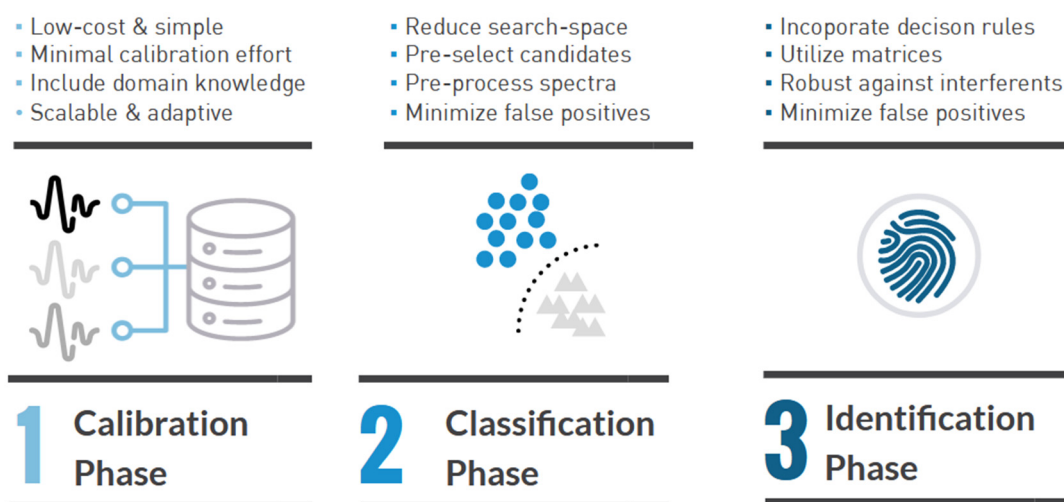 ▪ Low-cost & simple
▪ Minimal calibration effort
▪ Include domain knowledge
▪ Scalable & adaptive
▪ Reduce search-space
▪ Pre-select candidates
▪ Pre-process spectra
▪ Minimize false positives
▪ Incoporate decison rules
▪ Utilize matrices
▪ Robust against interferents
▪ Minimize false positives
1 Calibration
Phase
2 Classification
Phase
3 Identification
Phase